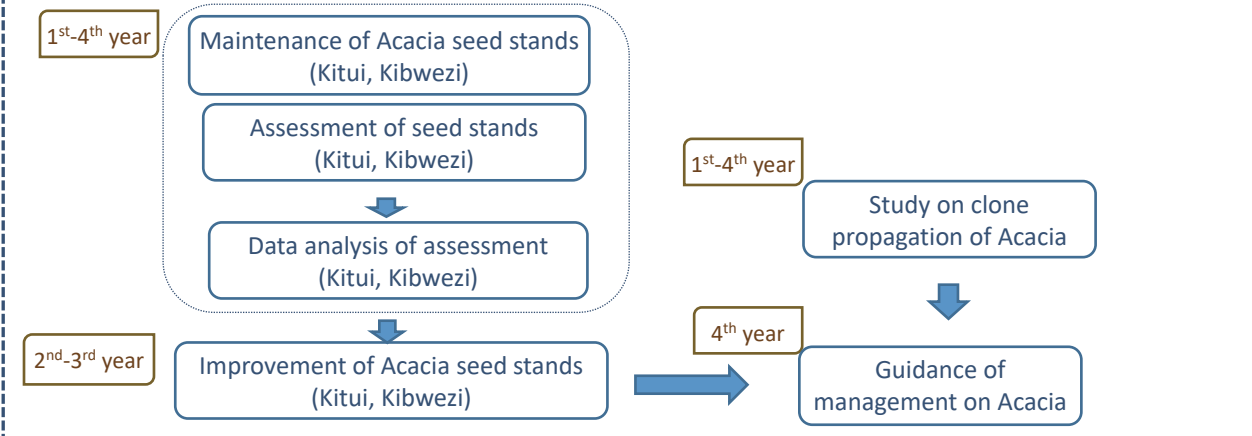 1st-4th year
Maintenance of Acacia seed stands
(Kitui, Kibwezi)
Assessment of seed stands
(Kitui, Kibwezi)
Data analysis of assessment
(Kitui, Kibwezi)
2nd-3rd year
Improvement of Acacia seed stands
(Kitui, Kibwezi)
1st-4th year
Study on clone
propagation of Acacia
4th year
Guidance of
management on Acacia